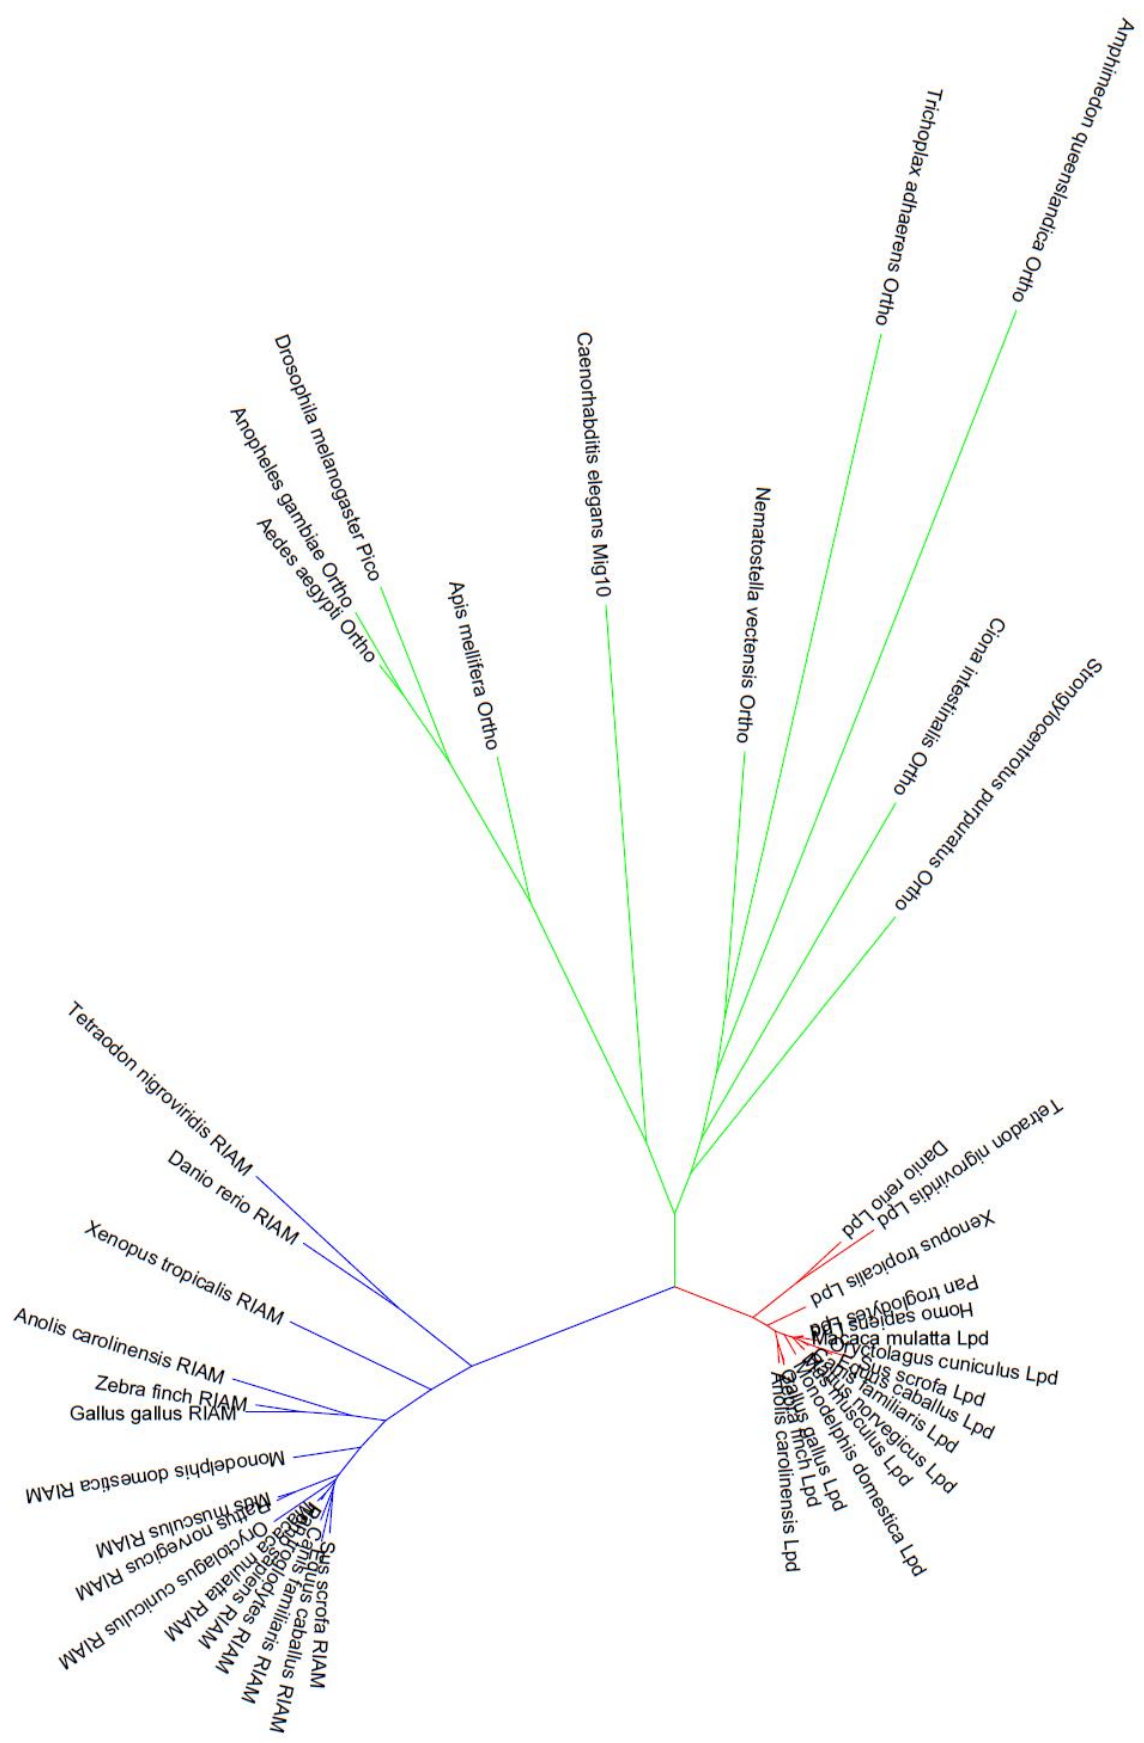 Amphimedon queenslandica Ortho
Trichoplax adhaerens Ortho
Drosophila melanogaster Pico
Caenorhabditis elegans Mig10
Anopheles gambiae Ortho
Nematostella vectensis Ortho
Aedes aegypti Ortho
Apis mellifera Ortho
Ciona intestinalis Ortho
Strongylocentrotus purpuratus Ortho
Tetraodon nigroviridis RIAM
Danio rerio RIAM
Xenopus tropicalis RIAM
Anolis carolinensis RIAM
Zebra finch RIAM
Gallus gallus RIAM
Monodelphis domestica RIAM
Mus musculus RIAM
Rattus norvegicus RIAM
Oryctolagus cuniculus RIAM
Macaca mulatta RIAM
sapiens RIAM
Pan troglodytes RIAM
Canis familiaris RIAM
Equus caballus RIAM
Sus scrofa RIAM
Tetradon nigroviridis Lpd
Danio rerio Lpd
Xenopus tropicalis Lpd
Pan troglodytes Lpd
Homo sapiens Lpd
Macaca mulatta Lpd
Oryctolagus cuniculus Lpd
Sus scrofa Lpd
Equus caballus Lpd
Canis familiaris Lpd
Rattus norvegicus Lpd
Mus musculus Lpd
Monodelphis domestica Lpd
Gallus gallus Lpd
Zebra finch Lpd
Anolis carolinensis Lpd